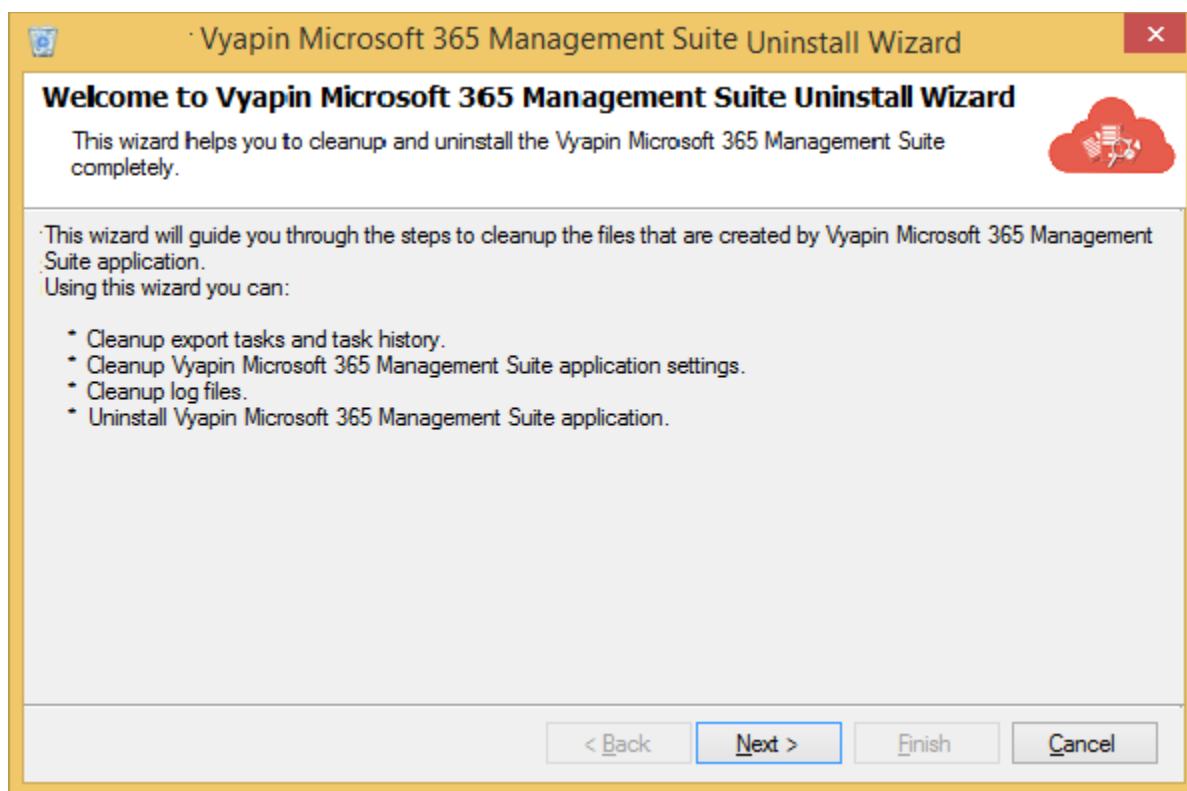 Vyapin Microsoft 365 Management Suite Uninstall Wizard
Welcome to Vyapin Microsoft 365 Management Suite Uninstall Wizard
This wizard helps you to cleanup and uninstall the Vyapin Microsoft 365 Management Suite
completely.
This wizard will guide you through the steps to cleanup the files that are created by Vyapin Microsoft 365 Management
Suite application.
Using this wizard you can:
* Cleanup export tasks and task history.
* Cleanup Vyapin Microsoft 365 Management Suite application settings.
* Cleanup log files.
* Uninstall Vyapin Microsoft 365 Management Suite application.
< Back Next > Finish Cancel